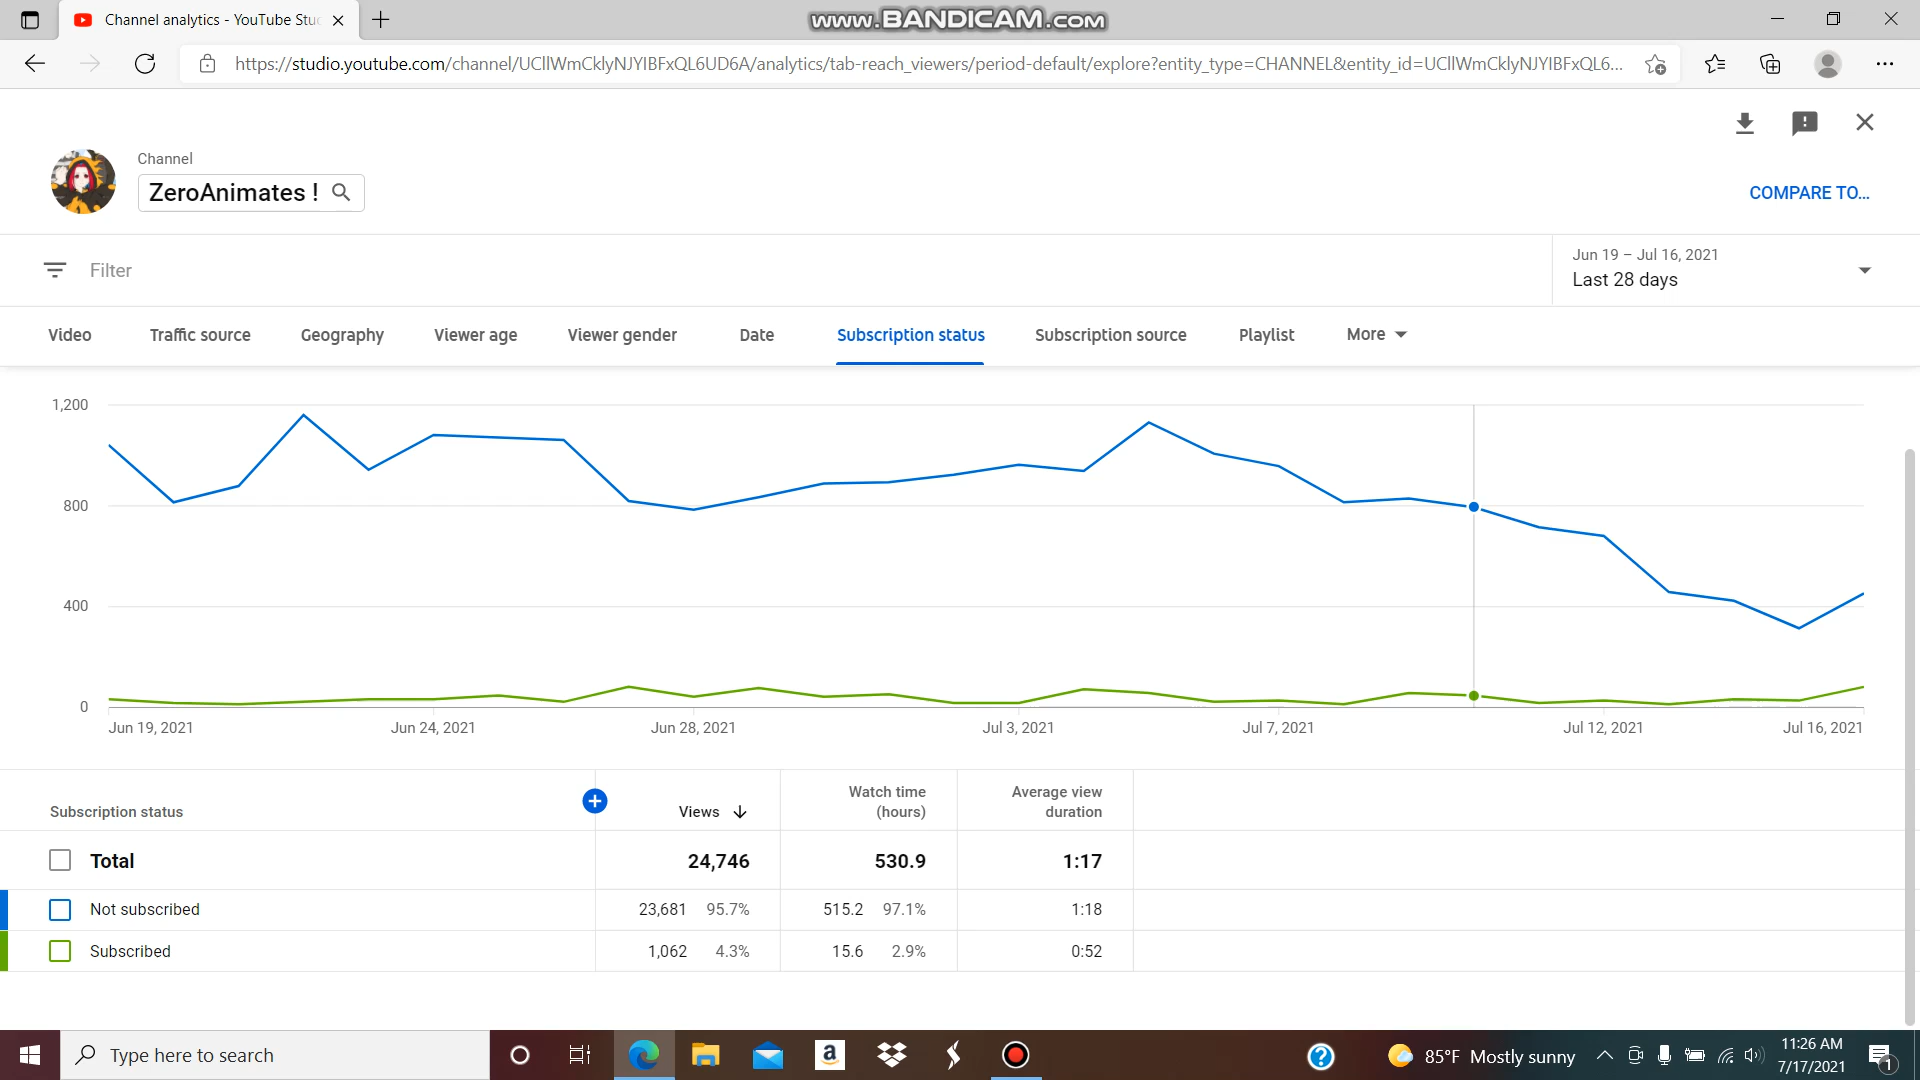 Channel analytics - YouTube Stu
www.BANDICAM.com
https://studio.youtube.com/channel/UCllWmCklyNJYIBFxQL6UD6A/analytics/tab-reach_viewers/period-default/explore?entity_type=CHANNEL&entity_id=UCllWmCklyNJYIBFxQL6...
Channel
ZeroAnimates !
COMPARE TO...
Filter
Jun 19 – Jul 16, 2021
Last 28 days
Video Traffic source Geography Viewer age Viewer gender Date Subscription status Subscription source Playlist More
1,200
800
400
0
Jun 19, 2021 Jun 24, 2021 Jun 28, 2021 Jul 3, 2021 Jul 7, 2021 Jul 12, 2021 Jul 16, 2021
Subscription status Views Watch time (hours) Average view duration
Total 24,746 530.9 1:17
Not subscribed 23,681 95.7% 515.2 97.1% 1:18
Subscribed 1,062 4.3% 15.6 2.9% 0:52
Type here to search
a
85°F Mostly sunny
11:26 AM
7/17/2021
1